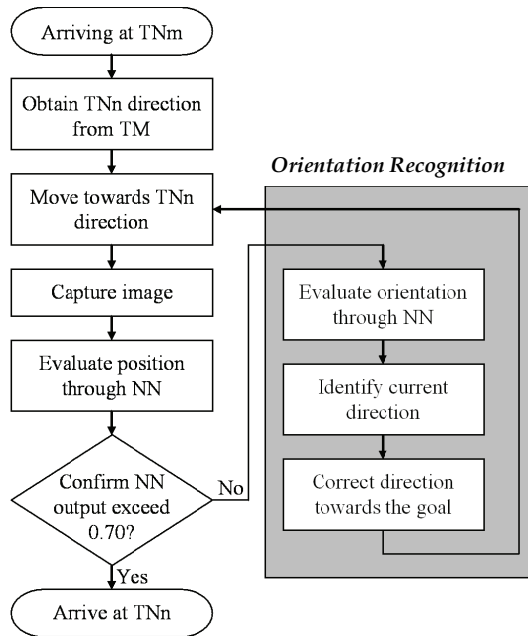 Arriving at TNm
Obtain TNn direction
from TM
Orientation Recognition
Move towards TNn
direction
Capture image
Evaluate orientation
through NN
Evaluate position
through NN
Identify current
direction
Confirm NN
output exceed
0.70?
No
Correct direction
towards the goal
Yes
Arrive at TNn